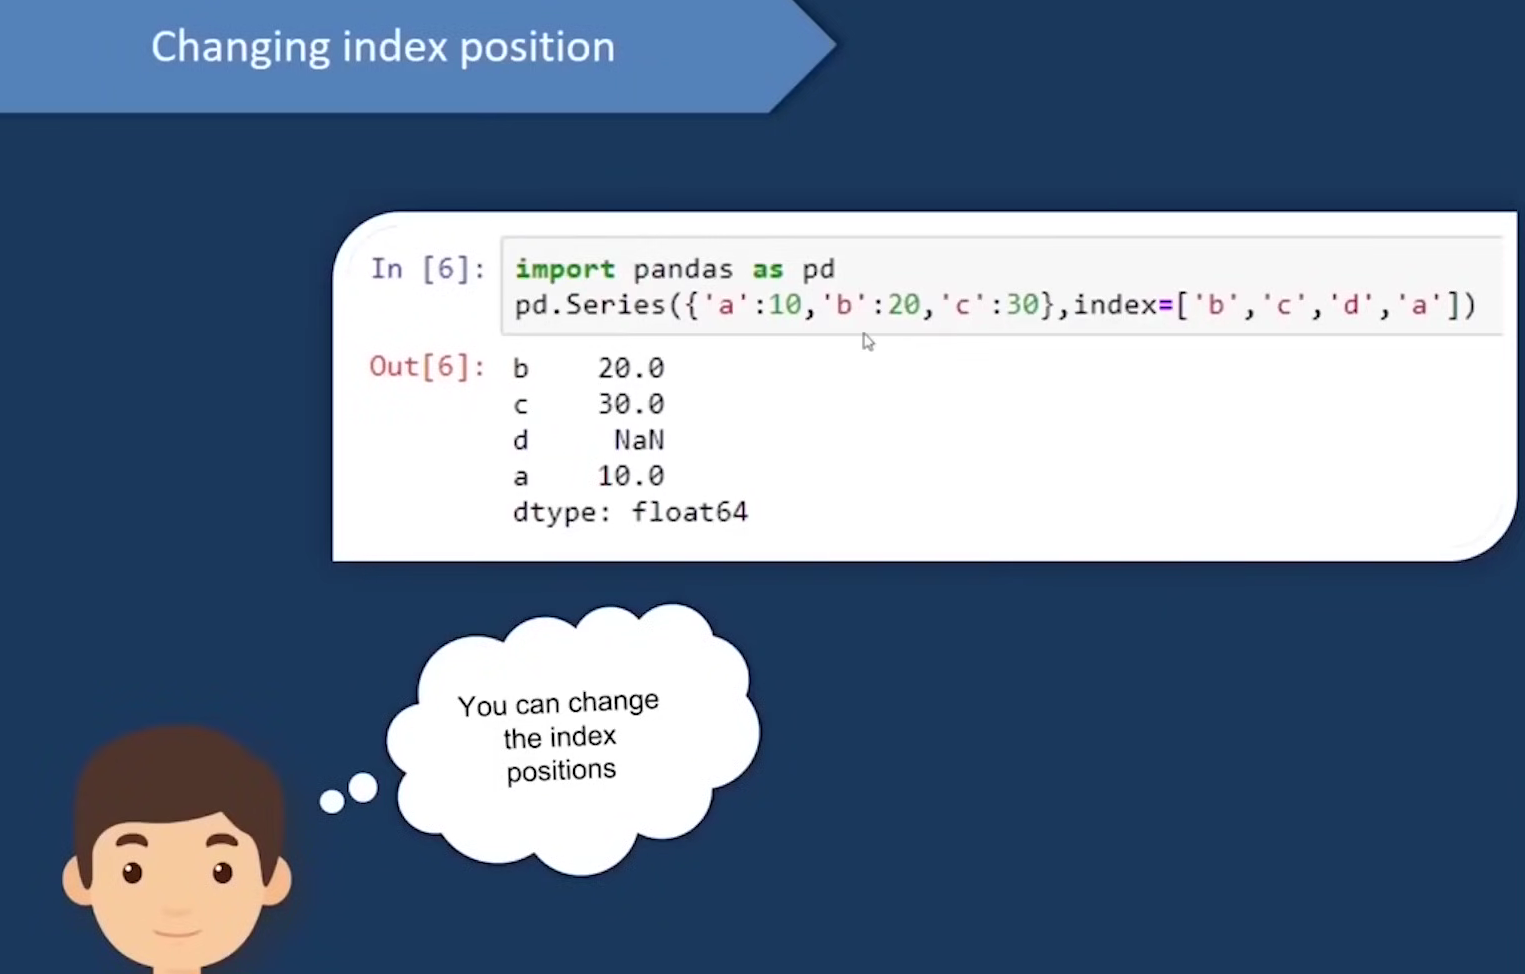 Changing index position
In [6]: import pandas as pd
pd.Series({'a':10,'b':20,'c':30},index=['b','c','d','a'])
Out[6]: b 20.0
c 30.0
d NaN
a 10.0
dtype: float64
You can change
the index
positions